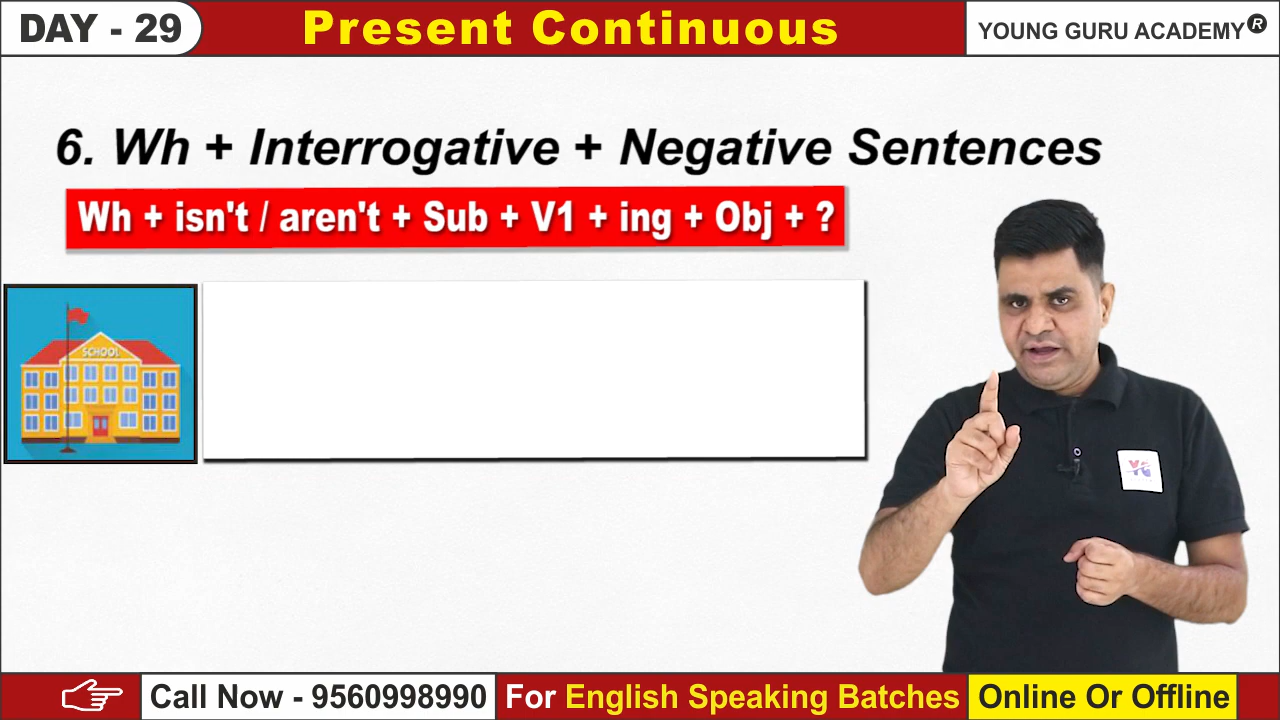 DAY - 29
Present Continuous
YOUNG GURU ACADEMY®
6. Wh + Interrogative + Negative Sentences
Wh + isn't / aren't + Sub + V1 + ing + Obj + ?
SCHOOL
YG
Call Now - 9560998990
For English Speaking Batches
Online Or Offline